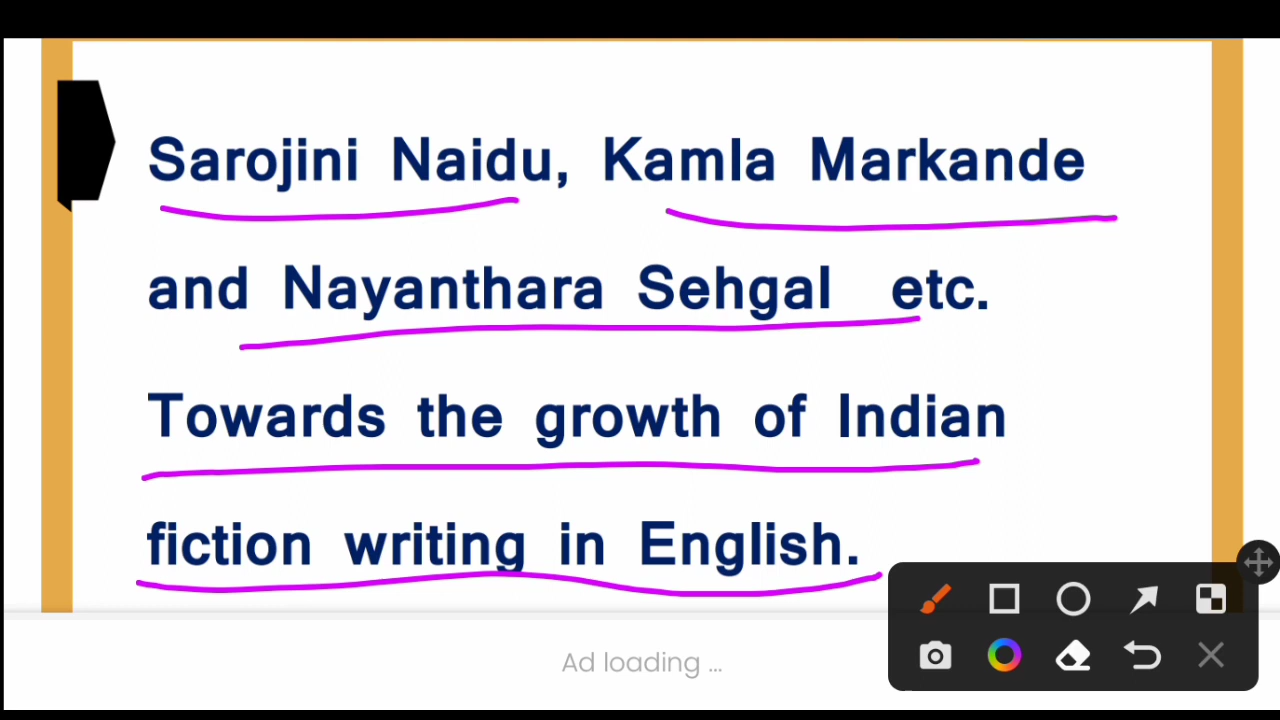 Sarojini Naidu, Kamla Markande
and Nayanthara Sehgal etc.
Towards the growth of Indian
fiction writing in English.
Ad loading ...